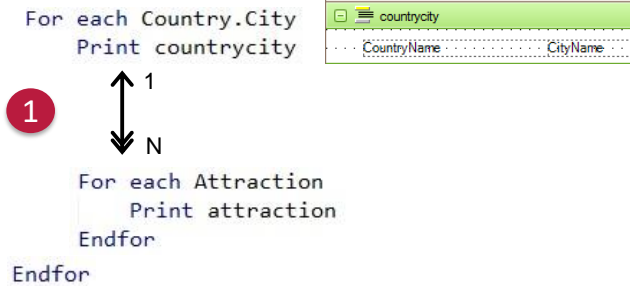 For each Country.City
Print countrycity
countrycity
CountryName
CityName
1
1
N
For each Attraction
Print attraction
Endfor
Endfor